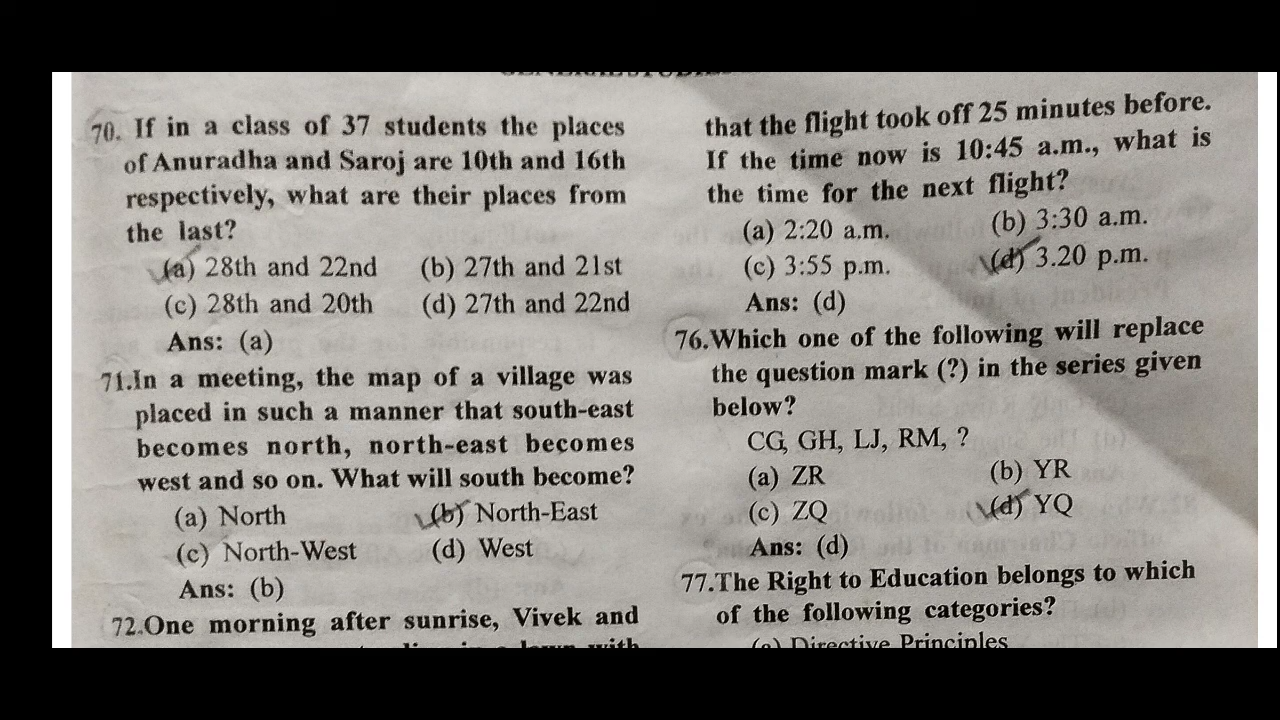 70. If in a class of 37 students the places
of Anuradha and Saroj are 10th and 16th
respectively, what are their places from
the last?
(a) 28th and 22nd (b) 27th and 21st
(c) 28th and 20th (d) 27th and 22nd
Ans: (a)
71.In a meeting, the map of a village was
placed in such a manner that south-east
becomes north, north-east becomes
west and so on. What will south become?
(a) North (b) North-East
(c) North-West (d) West
Ans: (b)
72.One morning after sunrise, Vivek and
with
that the flight took off 25 minutes before.
If the time now is 10:45 a.m., what is
the time for the next flight?
(a) 2:20 a.m. (b) 3:30 a.m.
(c) 3:55 p.m. (d) 3.20 p.m.
Ans: (d)
76.Which one of the following will replace
the question mark (?) in the series given
below?
CG, GH, LJ, RM, ?
(a) ZR (b) YR
(c) ZQ (d) YQ
Ans: (d)
77.The Right to Education belongs to which
of the following categories?
(a) Directive Principles